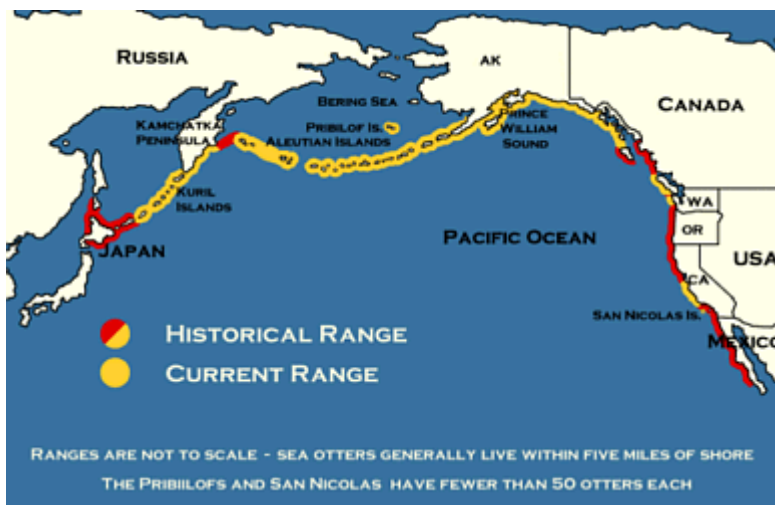 RUSSIA
AK
BERING SEA
CANADA
KAMCHATKA
PENINSULA
PRIBILOF IS.
ALEUTIAN ISLANDS
PRINCE
WILLIAM
SOUND
KURIL
ISLANDS
WA
OR
JAPAN
PACIFIC OCEAN
USA
CA
SAN NICOLAS IS.
MEXICO
HISTORICAL RANGE
CURRENT RANGE
RANGES ARE NOT TO SCALE - SEA OTTERS GENERALLY LIVE WITHIN FIVE MILES OF SHORE
THE PRIBIILOFS AND SAN NICOLAS HAVE FEWER THAN 50 OTTERS EACH